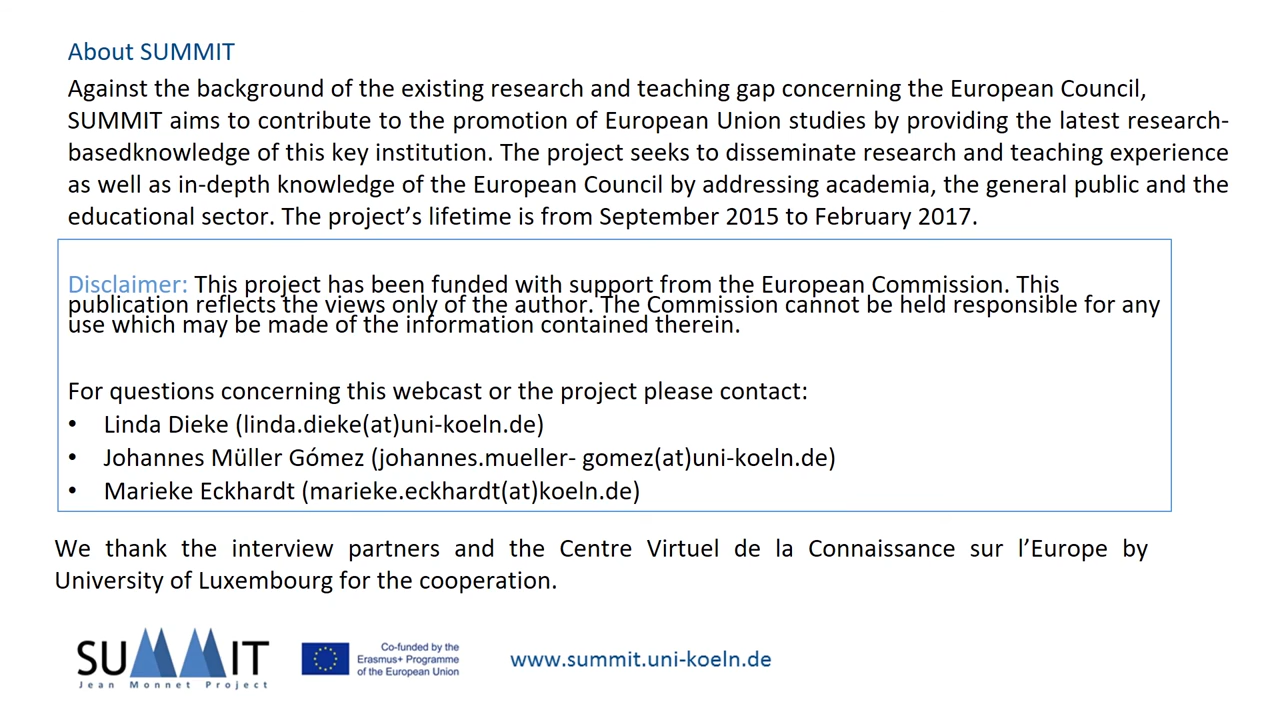 About SUMMIT
Against the background of the existing research and teaching gap concerning the European Council,
SUMMIT aims to contribute to the promotion of European Union studies by providing the latest research-
basedknowledge of this key institution. The project seeks to disseminate research and teaching experience
as well as in-depth knowledge of the European Council by addressing academia, the general public and the
educational sector. The project’s lifetime is from September 2015 to February 2017.
Disclaimer: This project has been funded with support from the European Commission. This
publication reflects the views only of the author. The Commission cannot be held responsible for any
use which may be made of the information contained therein.
For questions concerning this webcast or the project please contact:
• Linda Dieke (linda.dieke(at)uni-koeln.de)
• Johannes Müller Gómez (johannes.mueller- gomez(at)uni-koeln.de)
• Marieke Eckhardt (marieke.eckhardt(at)koeln.de)
We thank the interview partners and the Centre Virtuel de la Connaissance sur l’Europe by
University of Luxembourg for the cooperation.
SUMMIT
Jean Monnet Project
Co-funded by the
Erasmus+ Programme
of the European Union
www.summit.uni-koeln.de